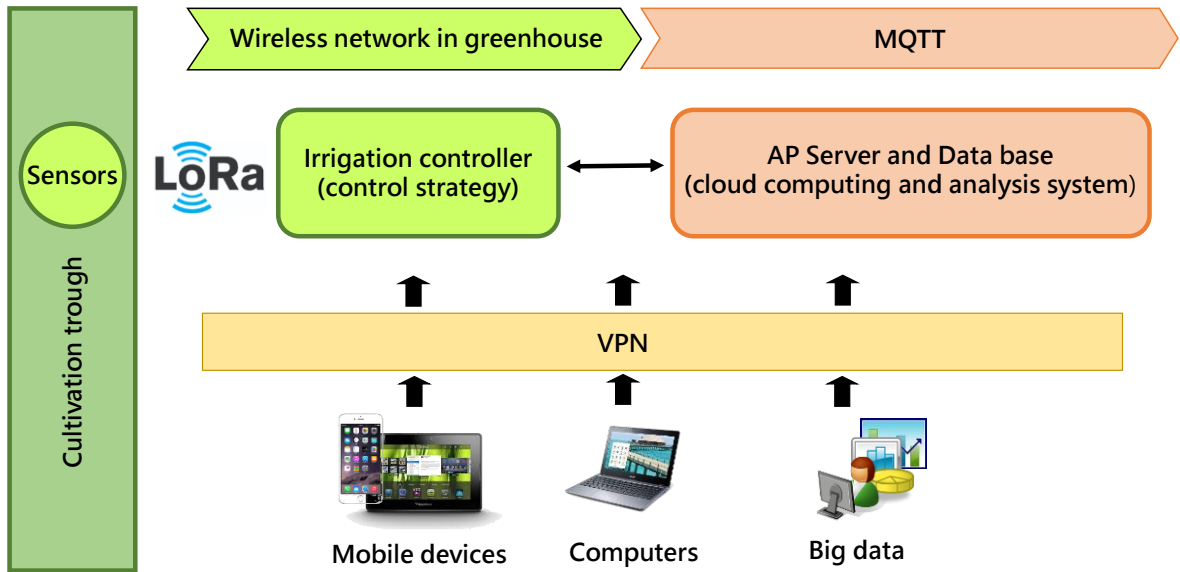 Wireless network in greenhouse
MQTT
Sensors
LoRa
Irrigation controller
(control strategy)
AP Server and Data base
(cloud computing and analysis system)
Cultivation trough
VPN
Mobile devices
Computers
Big data